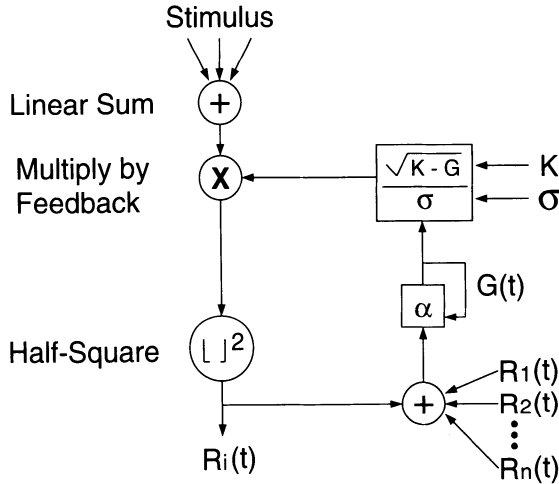 Stimulus
Linear Sum
+
Multiply by
Feedback
X
√K - G
σ
K
σ
G(t)
α
Half-Square
⌊ ⌋²
+
R1(t)
R2(t)
Rn(t)
Ri(t)